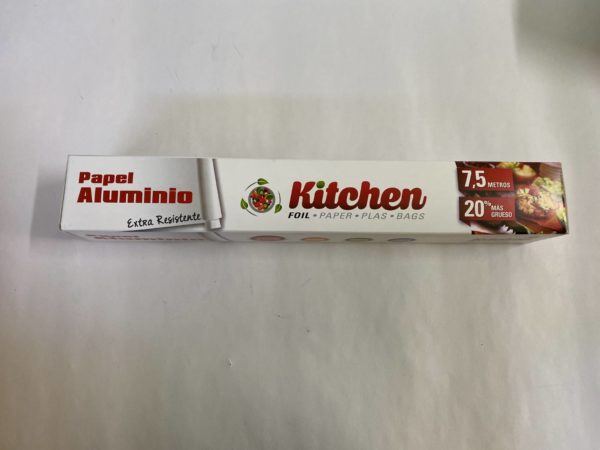 Papel
Aluminio
Extra Resistente
Kitchen
FOIL • PAPER • PLAS • BAGS
7,5 METROS
20% MÁS
GRUESO